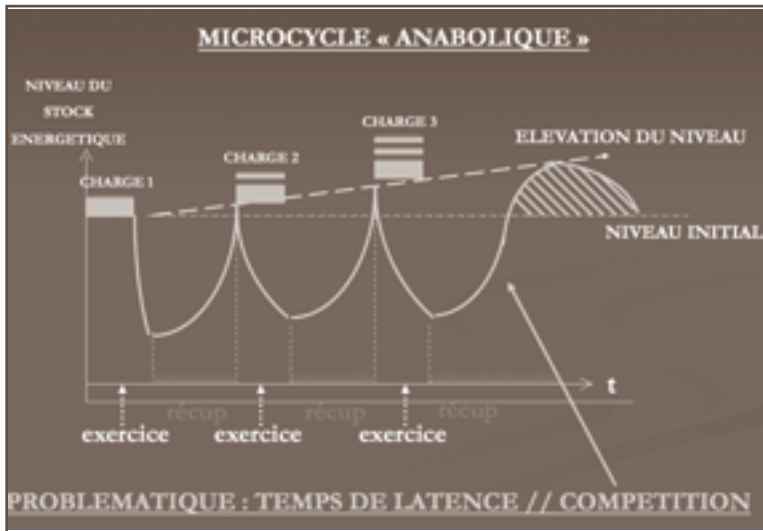 MICROCYCLE « ANABOLIQUE »
NIVEAU DU
STOCK
ENERGETIQUE
CHARGE 1
CHARGE 2
CHARGE 3
ELEVATION DU NIVEAU
NIVEAU INITIAL
t
récup
récup
récup
exercice
exercice
exercice
PROBLEMATIQUE : TEMPS DE LATENCE // COMPETITION